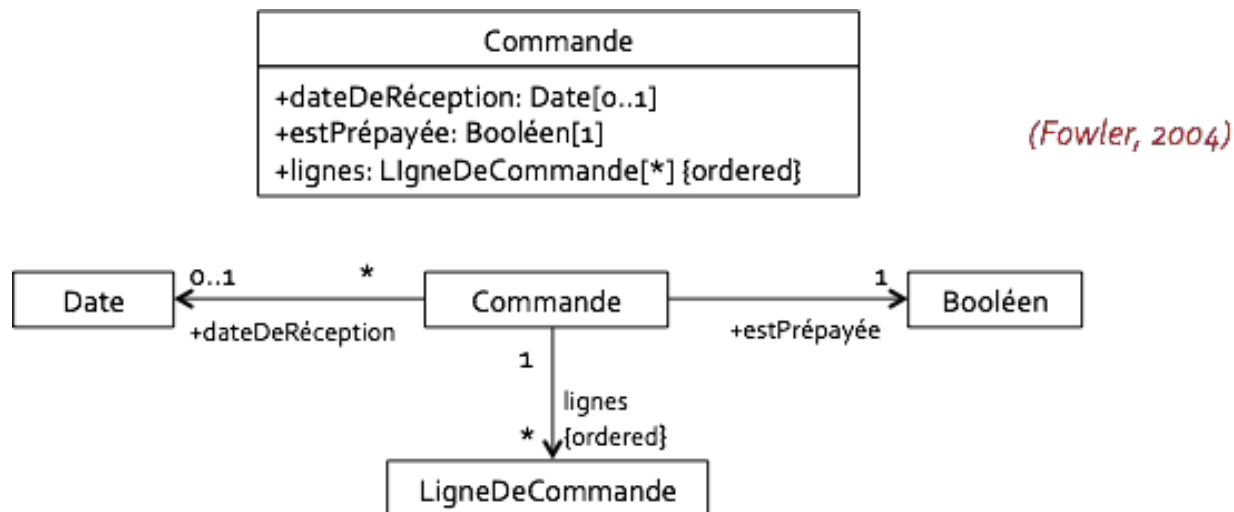 Commande
+dateDeRéception: Date[0..1]
+estPrépayée: Booléen[1]
+lignes: LIgneDeCommande[*] {ordered}
(Fowler, 2004)
0..1
*
1
Date
Commande
Booléen
+dateDeRéception
+estPrépayée
1
lignes
*
{ordered}
LigneDeCommande